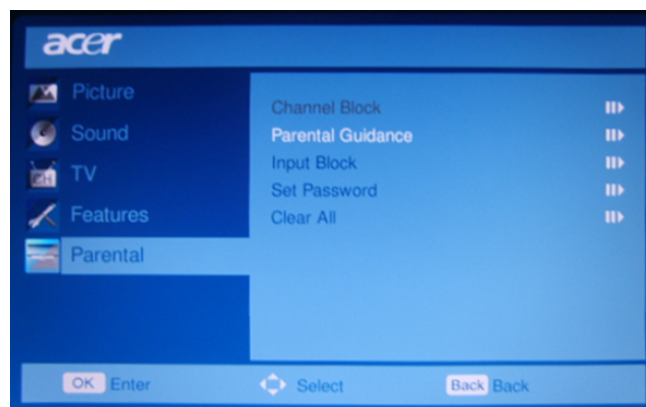 acer
Picture
Sound
CH TV
Features
Parental
Channel Block
Parental Guidance
Input Block
Set Password
Clear All
OK Enter
Select
Back Back